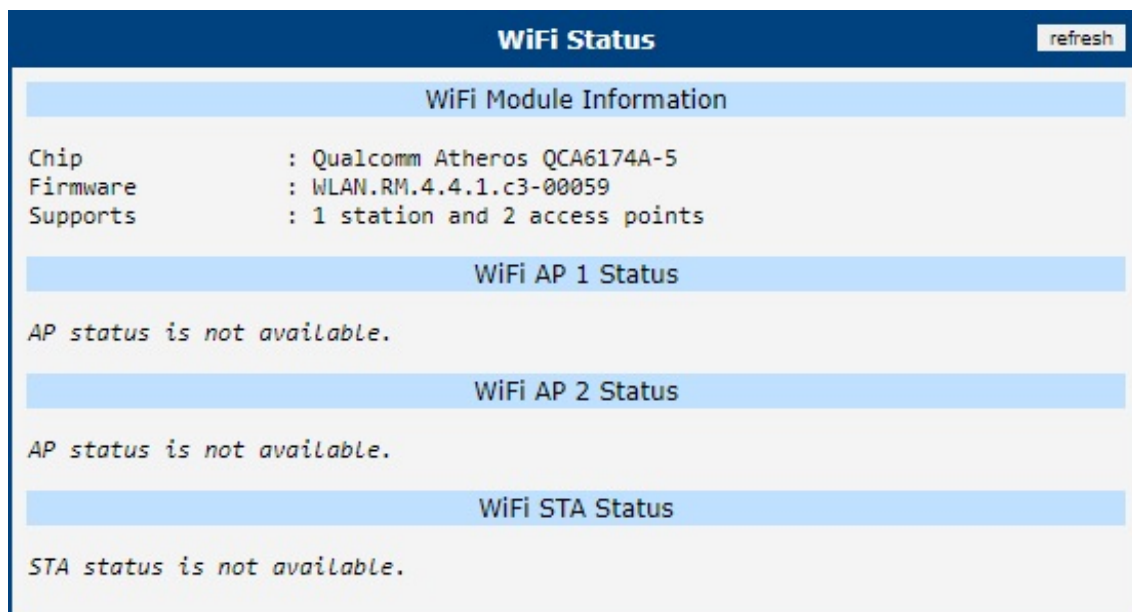 WiFi Status
refresh
WiFi Module Information
Chip : Qualcomm Atheros QCA6174A-5
Firmware : WLAN.RM.4.4.1.c3-00059
Supports : 1 station and 2 access points
WiFi AP 1 Status
AP status is not available.
WiFi AP 2 Status
AP status is not available.
WiFi STA Status
STA status is not available.